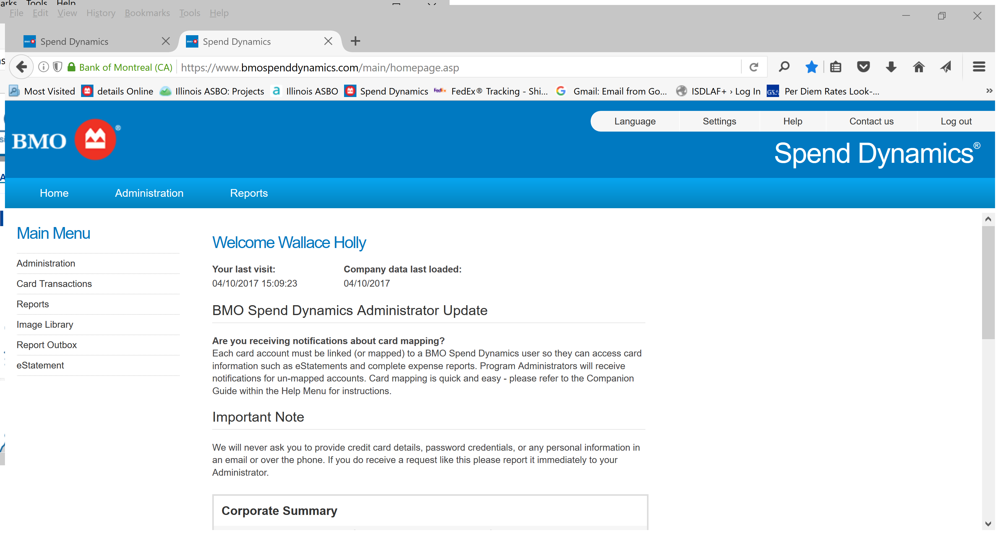 arks Tools Help
File Edit View History Bookmarks Tools Help
Spend Dynamics Spend Dynamics
Bank of Montreal (CA) https://www.bmospenddynamics.com/main/homepage.asp
Most Visited details Online Illinois ASBO: Projects a Illinois ASBO Spend Dynamics FedEx FedEx® Tracking - Shi... G Gmail: Email from Go... ISDLAF+ › Log In GSA Per Diem Rates Look-... »
Language Settings Help Contact us Log out
BMO ®
Spend Dynamics®
Home Administration Reports
Main Menu
Administration
Card Transactions
Reports
Image Library
Report Outbox
eStatement
Welcome Wallace Holly
Your last visit: Company data last loaded:
04/10/2017 15:09:23 04/10/2017
BMO Spend Dynamics Administrator Update
Are you receiving notifications about card mapping?
Each card account must be linked (or mapped) to a BMO Spend Dynamics user so they can access card
information such as eStatements and complete expense reports. Program Administrators will receive
notifications for un-mapped accounts. Card mapping is quick and easy - please refer to the Companion
Guide within the Help Menu for instructions.
Important Note
We will never ask you to provide credit card details, password credentials, or any personal information in
an email or over the phone. If you do receive a request like this please report it immediately to your
Administrator.
Corporate Summary